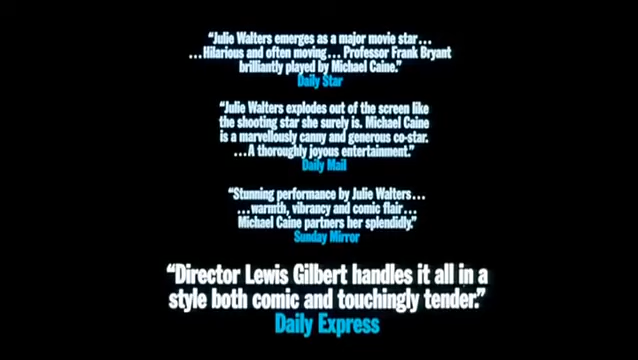 “Julie Walters emerges as a major movie star...
...Hilarious and often moving... Professor Frank Bryant
brilliantly played by Michael Caine.”
Daily Star
“Julie Walters explodes out of the screen like
the shooting star she surely is. Michael Caine
is a marvellously canny and generous co-star.
...A thoroughly joyous entertainment.”
Daily Mail
“Stunning performance by Julie Walters...
...warmth, vibrancy and comic flair...
Michael Caine partners her splendidly.”
Sunday Mirror
“Director Lewis Gilbert handles it all in a
style both comic and touchingly tender.”
Daily Express